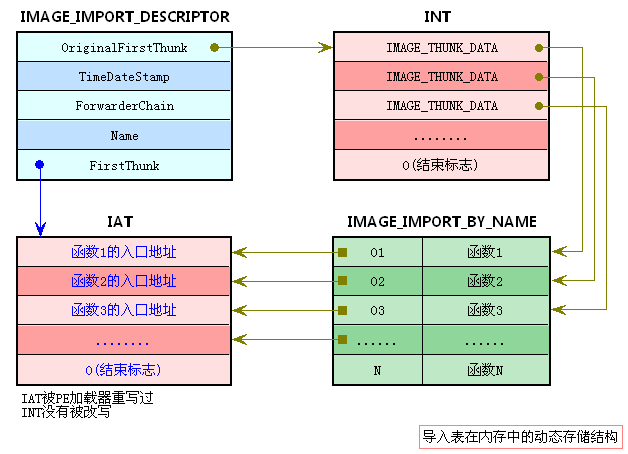 IMAGE_IMPORT_DESCRIPTOR
OriginalFirstThunk
TimeDateStamp
ForwarderChain
Name
FirstThunk
INT
IMAGE_THUNK_DATA
IMAGE_THUNK_DATA
IMAGE_THUNK_DATA
........
0(结束标志)
IAT
函数1的入口地址
函数2的入口地址
函数3的入口地址
........
0(结束标志)
IMAGE_IMPORT_BY_NAME
01 函数1
02 函数2
03 函数3
...... ......
N 函数N
IAT被PE加载器重写过
INT没有被改写
导入表在内存中的动态存储结构